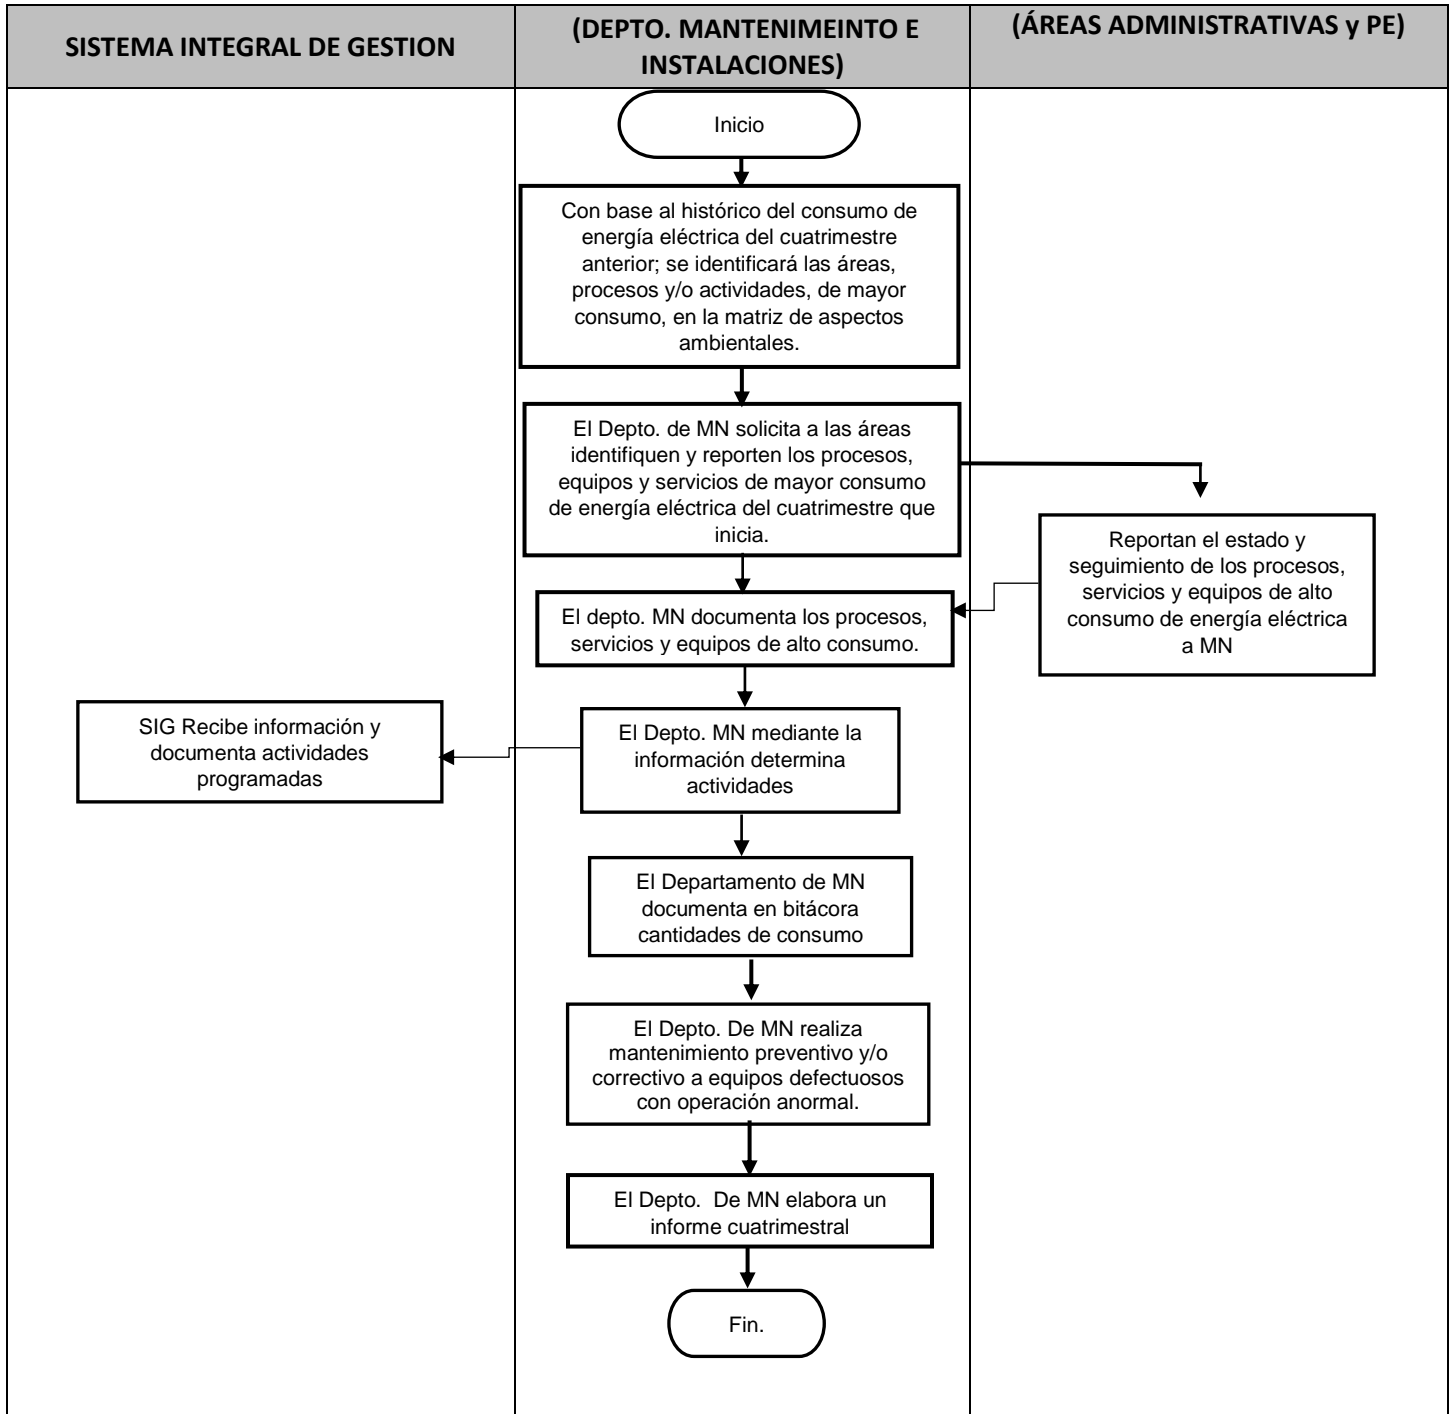 SISTEMA INTEGRAL DE GESTION
(DEPTO. MANTENIMEINTO E
INSTALACIONES)
(ÁREAS ADMINISTRATIVAS y PE)
Inicio
Con base al histórico del consumo de
energía eléctrica del cuatrimestre
anterior; se identificará las áreas,
procesos y/o actividades, de mayor
consumo, en la matriz de aspectos
ambientales.
El Depto. de MN solicita a las áreas
identifiquen y reporten los procesos,
equipos y servicios de mayor consumo
de energía eléctrica del cuatrimestre que
inicia.
Reportan el estado y
seguimiento de los procesos,
servicios y equipos de alto
consumo de energía eléctrica
a MN
El depto. MN documenta los procesos,
servicios y equipos de alto consumo.
El Depto. MN mediante la
información determina
actividades
SIG Recibe información y
documenta actividades
programadas
El Departamento de MN
documenta en bitácora
cantidades de consumo
El Depto. De MN realiza
mantenimiento preventivo y/o
correctivo a equipos defectuosos
con operación anormal.
El Depto.  De MN elabora un
informe cuatrimestral
Fin.